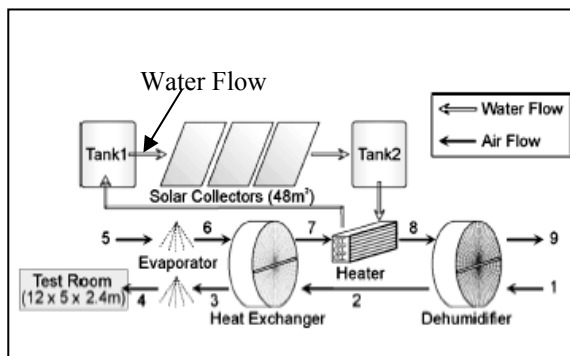 Water Flow
Tank1
Tank2
Water Flow
Air Flow
Solar Collectors (48m²)
5
6
7
8
9
Evaporator
Heater
Test Room
(12 x 5 x 2.4m)
4
3
2
1
Heat Exchanger
Dehumidifier